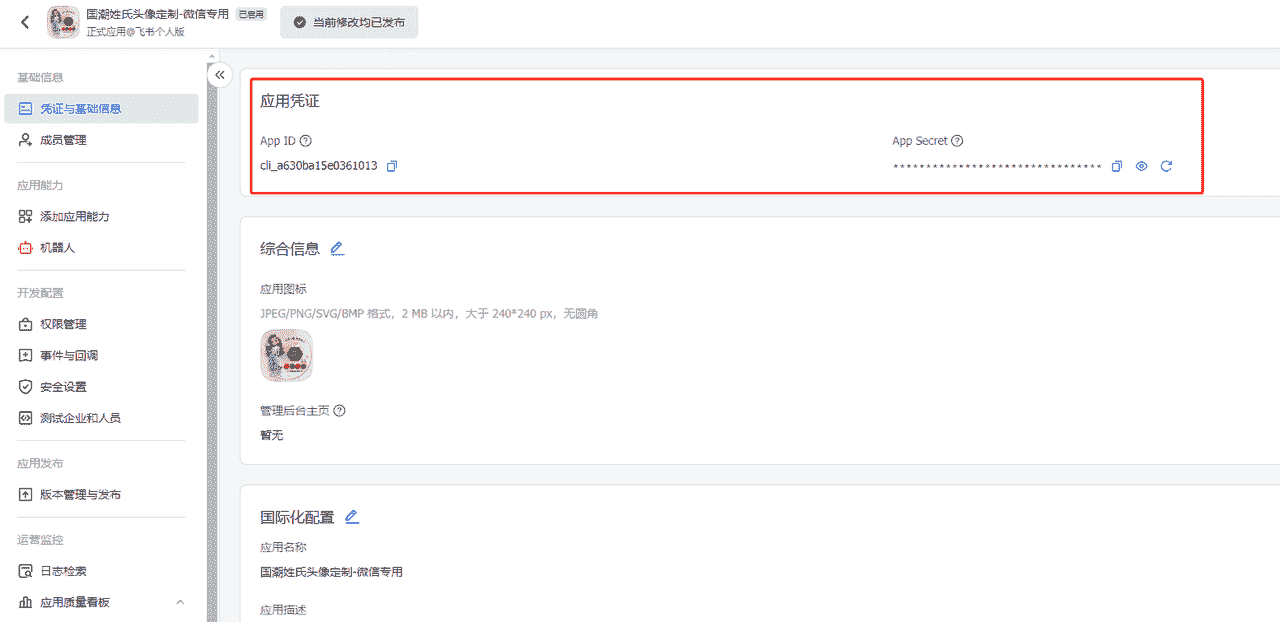 国潮姓氏头像定制-微信专用 已启用
正式应用@飞书个人版
当前修改均已发布
基础信息
凭证与基础信息
成员管理
应用能力
添加应用能力
机器人
开发配置
权限管理
事件与回调
安全设置
测试企业和人员
应用发布
版本管理与发布
运营监控
日志检索
应用质量看板
应用凭证
App ID
cli_a630ba15e0361013
App Secret
********************************
综合信息
应用图标
JPEG/PNG/SVG/BMP 格式，2 MB 以内，大于 240*240 px，无圆角
管理后台主页
暂无
国际化配置
应用名称
国潮姓氏头像定制-微信专用
应用描述